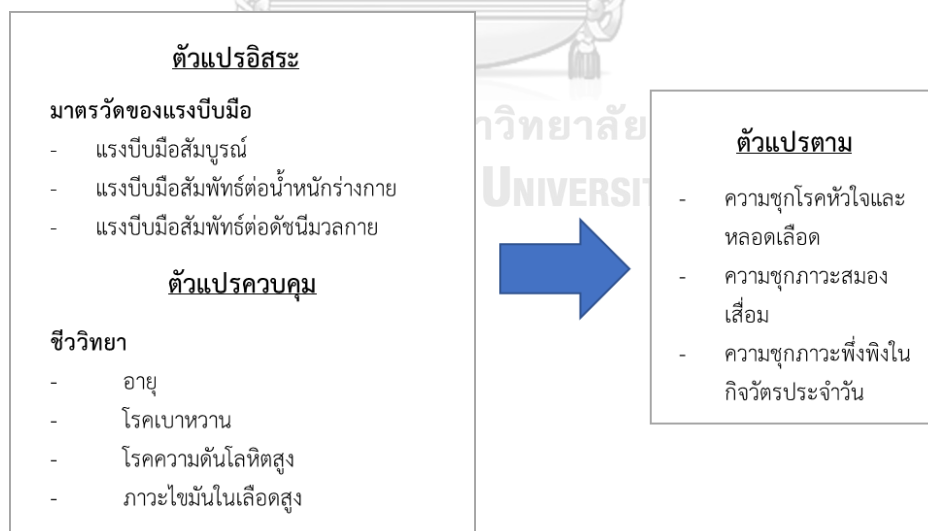 ตัวแปรอิสระ
มาตรวัดของแรงบีบมือ
- แรงบีบมือสัมบูรณ์
- แรงบีบมือสัมพัทธ์ต่อน้ำหนักร่างกาย
- แรงบีบมือสัมพัทธ์ต่อดัชนีมวลกาย
ตัวแปรควบคุม
ชีววิทยา
- อายุ
- โรคเบาหวาน
- โรคความดันโลหิตสูง
- ภาวะไขมันในเลือดสูง
ตัวแปรตาม
- ความชุกโรคหัวใจและ
หลอดเลือด
- ความชุกภาวะสมอง
เสื่อม
- ความชุกภาวะพึ่งพิงใน
กิจวัตรประจำวัน